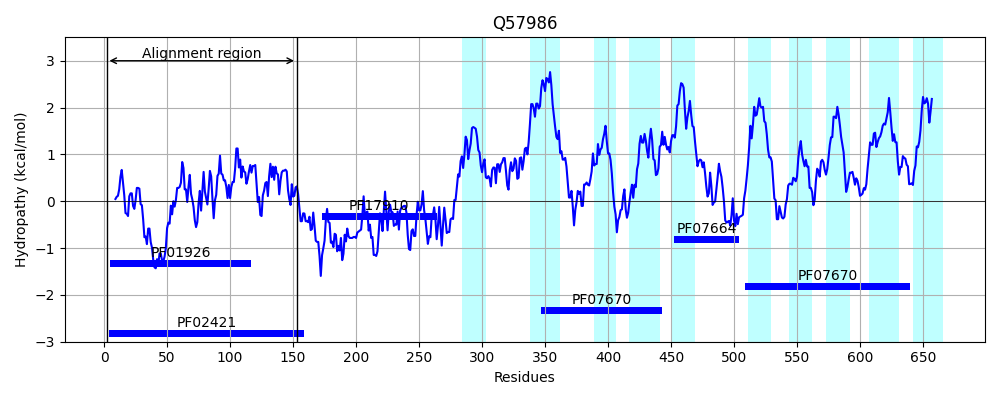 Q57986
Hydropathy (kcal/mol)
3
2
1
0
−1
−2
−3
Alignment region
PF17910
PF07664
PF01926
PF07670
PF07670
PF02421
0 50 100 150 200 250 300 350 400 450 500 550 600 650
Residues